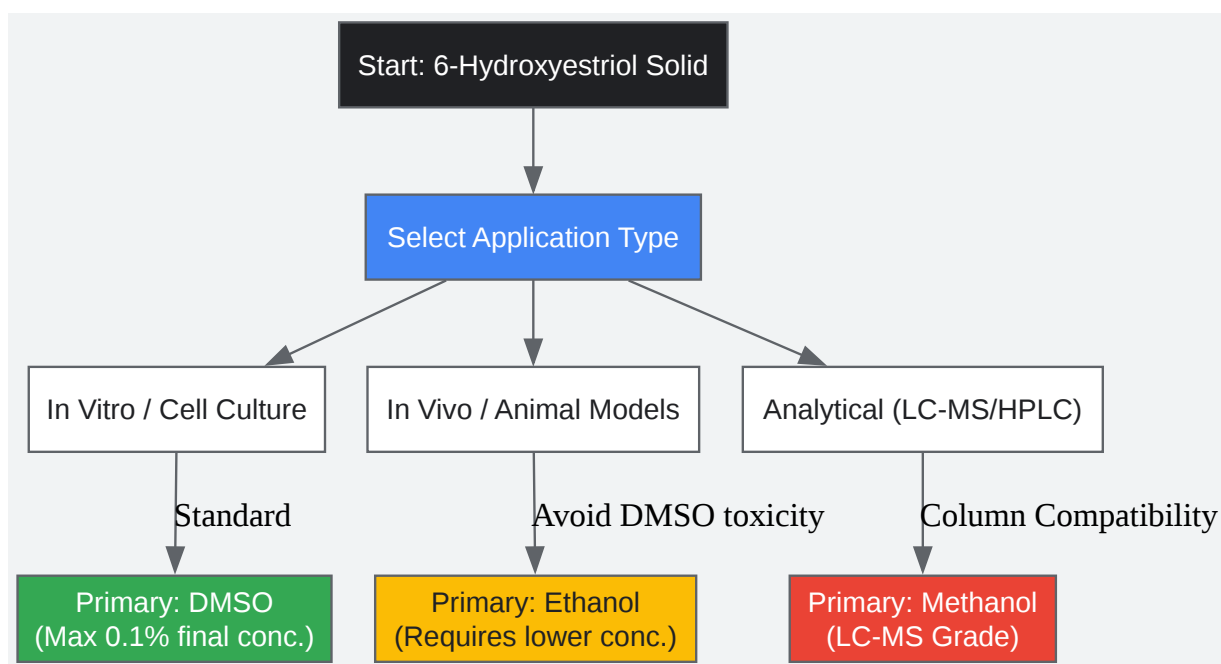 Start: 6-Hydroxyestriol Solid
Select Application Type
In Vitro / Cell Culture
In Vivo / Animal Models
Analytical (LC-MS/HPLC)
Standard
Avoid DMSO toxicity
Column Compatibility
Primary: DMSO
(Max 0.1% final conc.)
Primary: Ethanol
(Requires lower conc.)
Primary: Methanol
(LC-MS Grade)